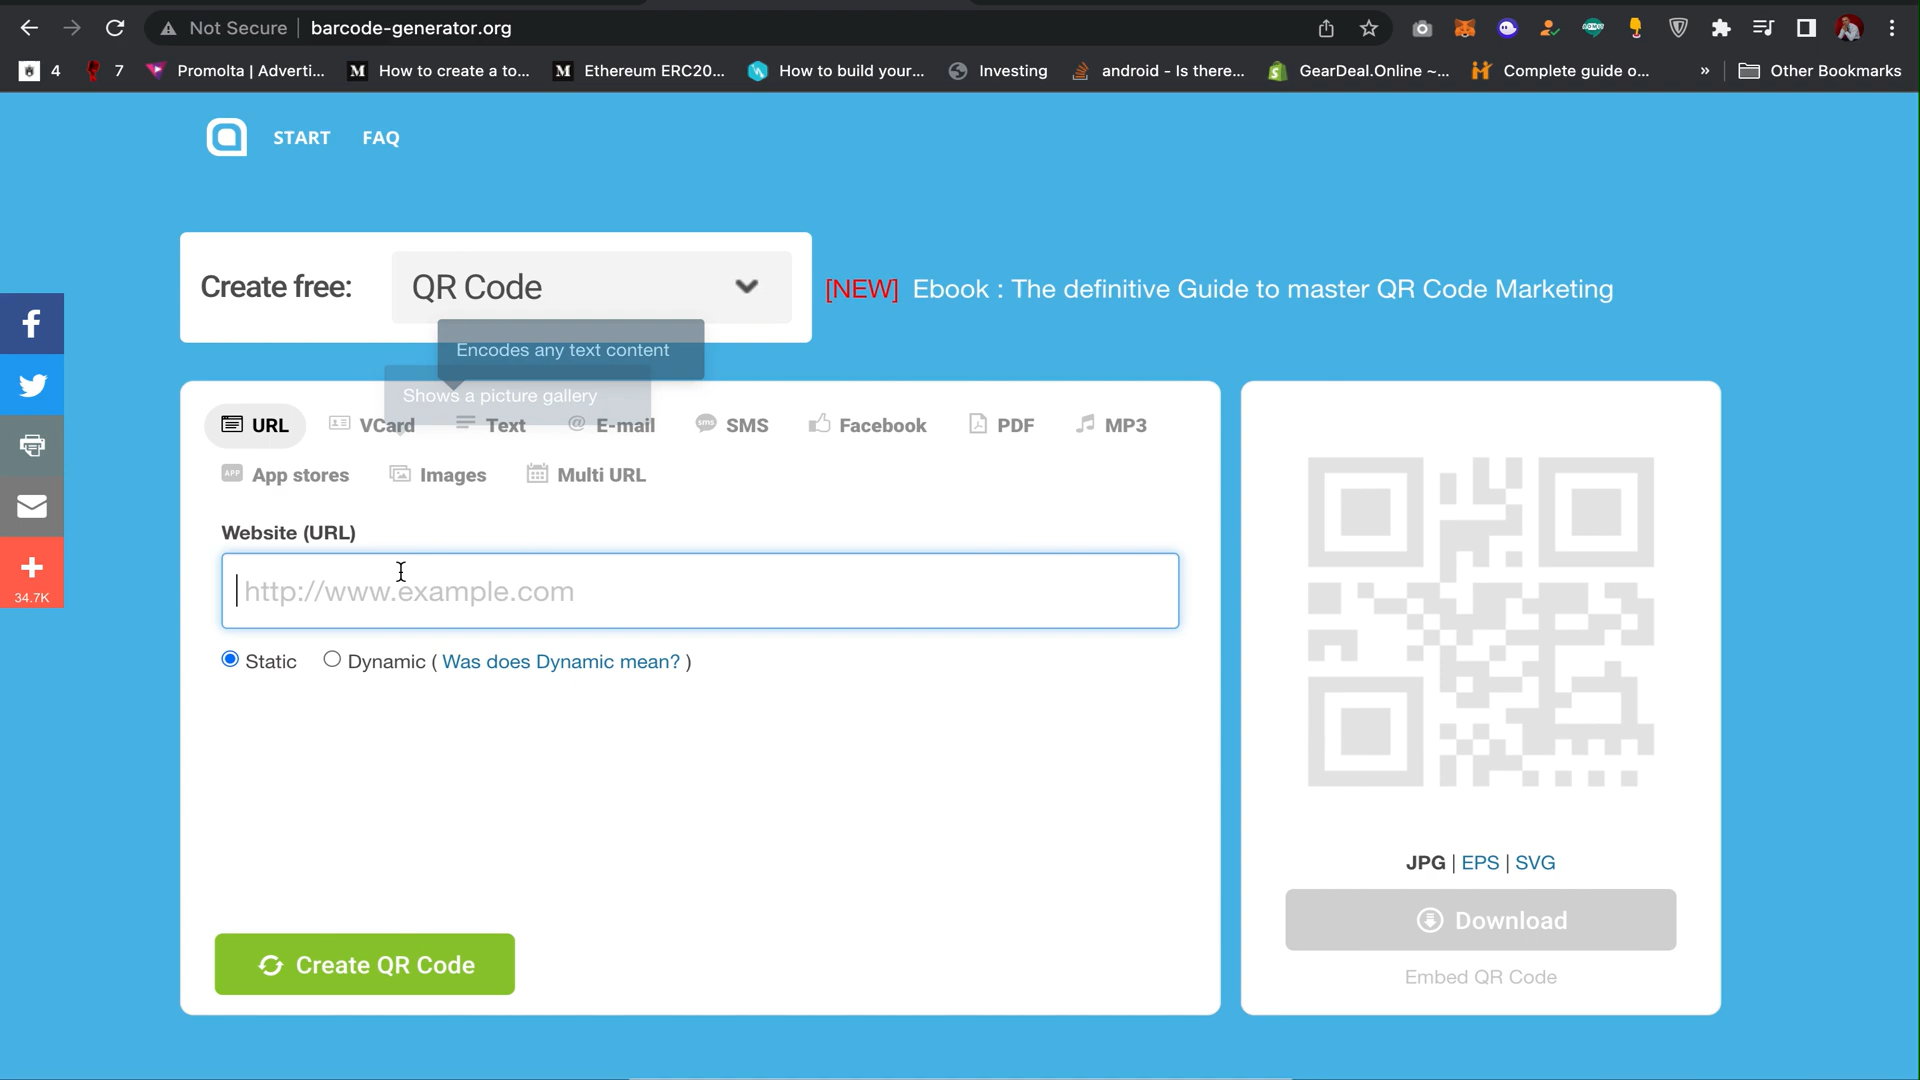 Not Secure | barcode-generator.org
4
7
Promolta | Adverti...
How to create a to...
Ethereum ERC20...
How to build your...
Investing
android - Is there...
GearDeal.Online ~...
Complete guide o...
»
Other Bookmarks
START
FAQ
Create free:
QR Code
[NEW] Ebook : The definitive Guide to master QR Code Marketing
Encodes any text content
Shows a picture gallery
URL
VCard
Text
E-mail
SMS
Facebook
PDF
MP3
App stores
Images
Multi URL
Website (URL)
http://www.example.com
Static
Dynamic ( Was does Dynamic mean? )
34.7K
JPG | EPS | SVG
Download
Create QR Code
Embed QR Code